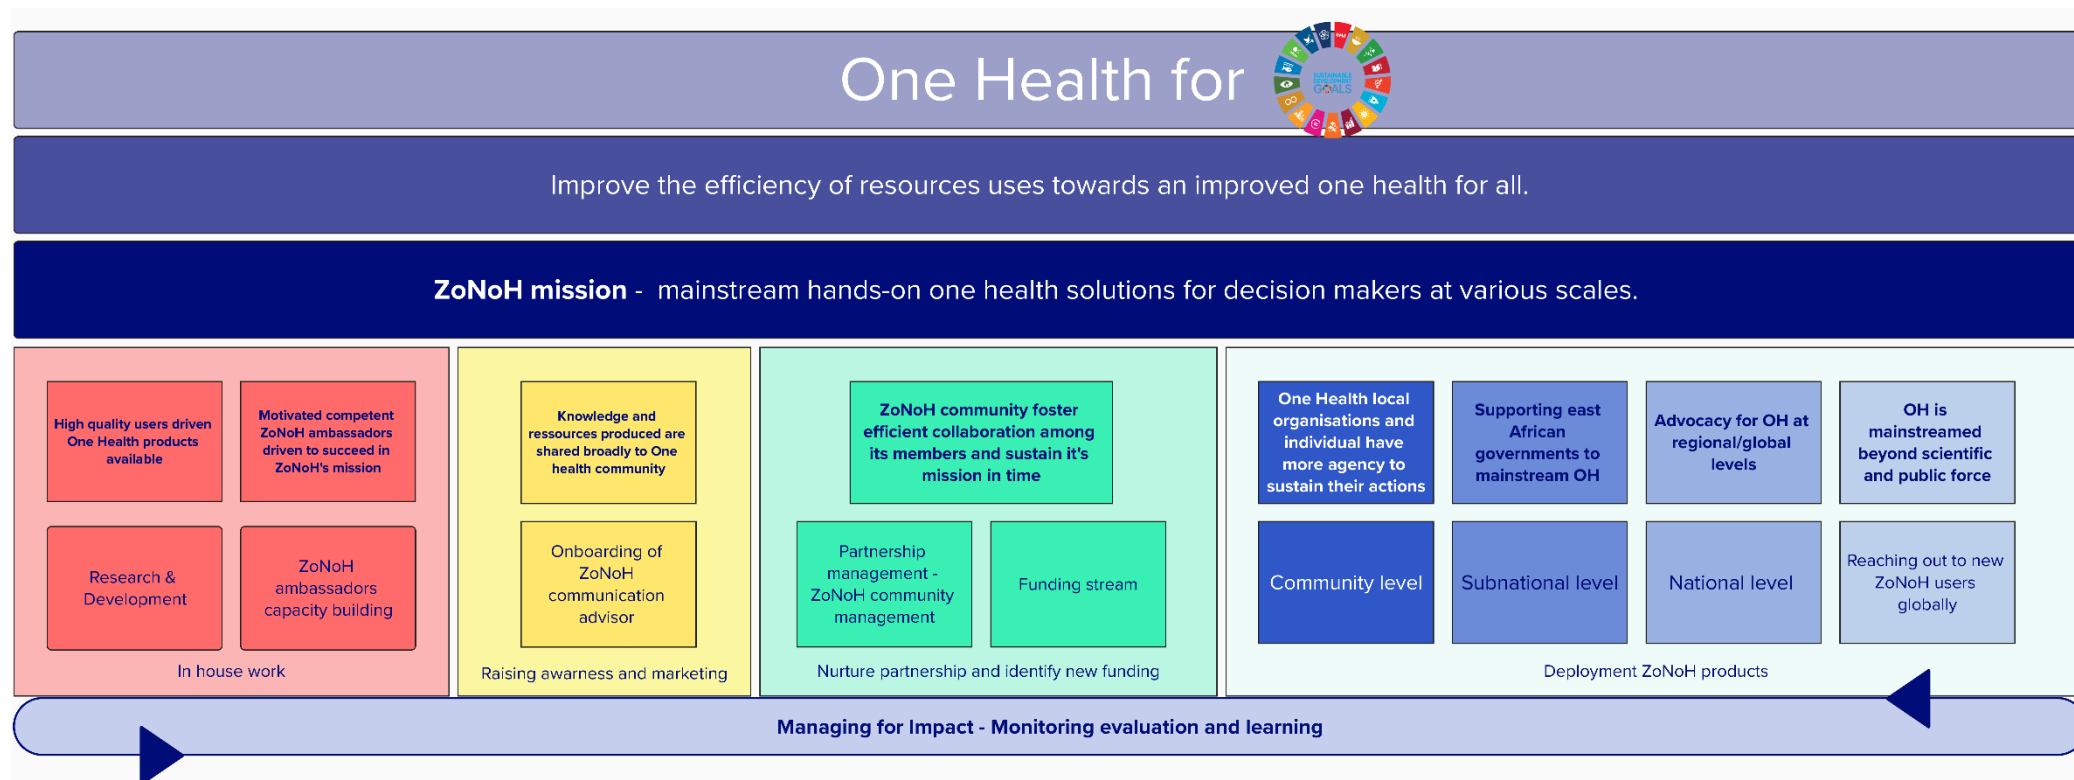 One Health for
SUSTAINABLE
DEVELOPMENT
GOALS
Improve the efficiency of resources uses towards an improved one health for all.
ZoNoH mission - mainstream hands-on one health solutions for decision makers at various scales.
High quality users driven
One Health products
available
Motivated competent
ZoNoH ambassadors
driven to succeed in
ZoNoH's mission
Research &
Development
ZoNoH
ambassadors
capacity building
In house work
Knowledge and
ressources produced are
shared broadly to One
health community
Onboarding of
ZoNoH
communication
advisor
Raising awarness and marketing
ZoNoH community foster
efficient collaboration among
its members and sustain it's
mission in time
Partnership
management -
ZoNoH community
management
Funding stream
Nurture partnership and identify new funding
One Health local
organisations and
individual have
more agency to
sustain their actions
Supporting east
African
governments to
mainstream OH
Advocacy for OH at
regional/global
levels
OH is
mainstreamed
beyond scientific
and public force
Community level
Subnational level
National level
Reaching out to new
ZoNoH users
globally
Deployment ZoNoH products
Managing for Impact - Monitoring evaluation and learning